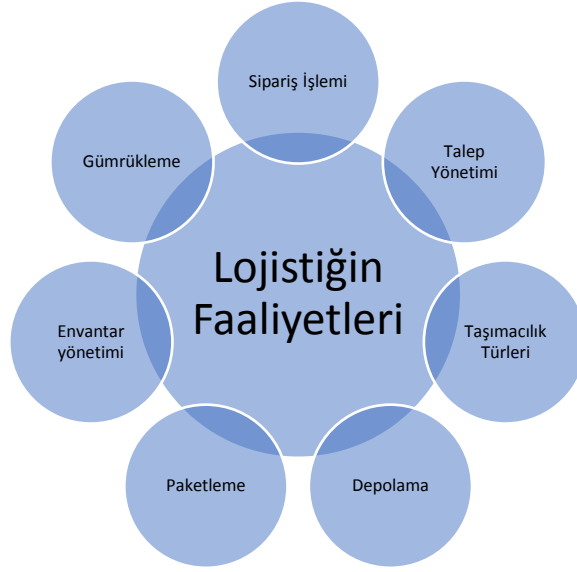 Sipariş İşlemi
Talep
Yönetimi
Taşımacılık
Türleri
Depolama
Paketleme
Envantar
yönetimi
Gümrükleme
Lojistiğin
Faaliyetleri